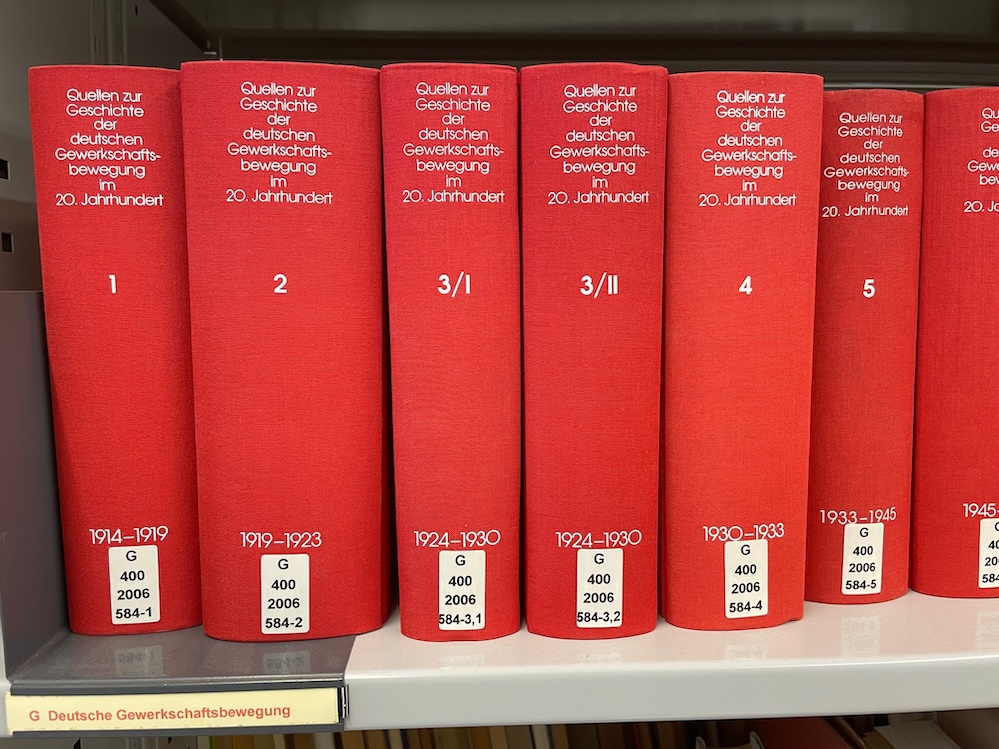 Quellen zur
Geschichte
der
deutschen
Gewerkschafts-
bewegung
im
20. Jahrhundert
1
1914–1919
G
400
2006
584-1
Quellen zur
Geschichte
der
deutschen
Gewerkschafts-
bewegung
im
20. Jahrhundert
2
1919–1923
G
400
2006
584-2
Quellen zur
Geschichte
der
deutschen
Gewerkschafts-
bewegung
im
20. Jahrhundert
3/I
1924–1930
G
400
2006
584-3,1
Quellen zur
Geschichte
der
deutschen
Gewerkschafts-
bewegung
im
20. Jahrhundert
3/II
1924–1930
G
400
2006
584-3,2
Quellen zur
Geschichte
der
deutschen
Gewerkschafts-
bewegung
im
20. Jahrhundert
4
1930–1933
G
400
2006
584-4
Quellen zur
Geschichte
der
deutschen
Gewerkschafts-
bewegung
im
20. Jahrhundert
5
1933–1945
G
400
2006
584-5
20.
1945-
G Deutsche Gewerkschaftsbewegung